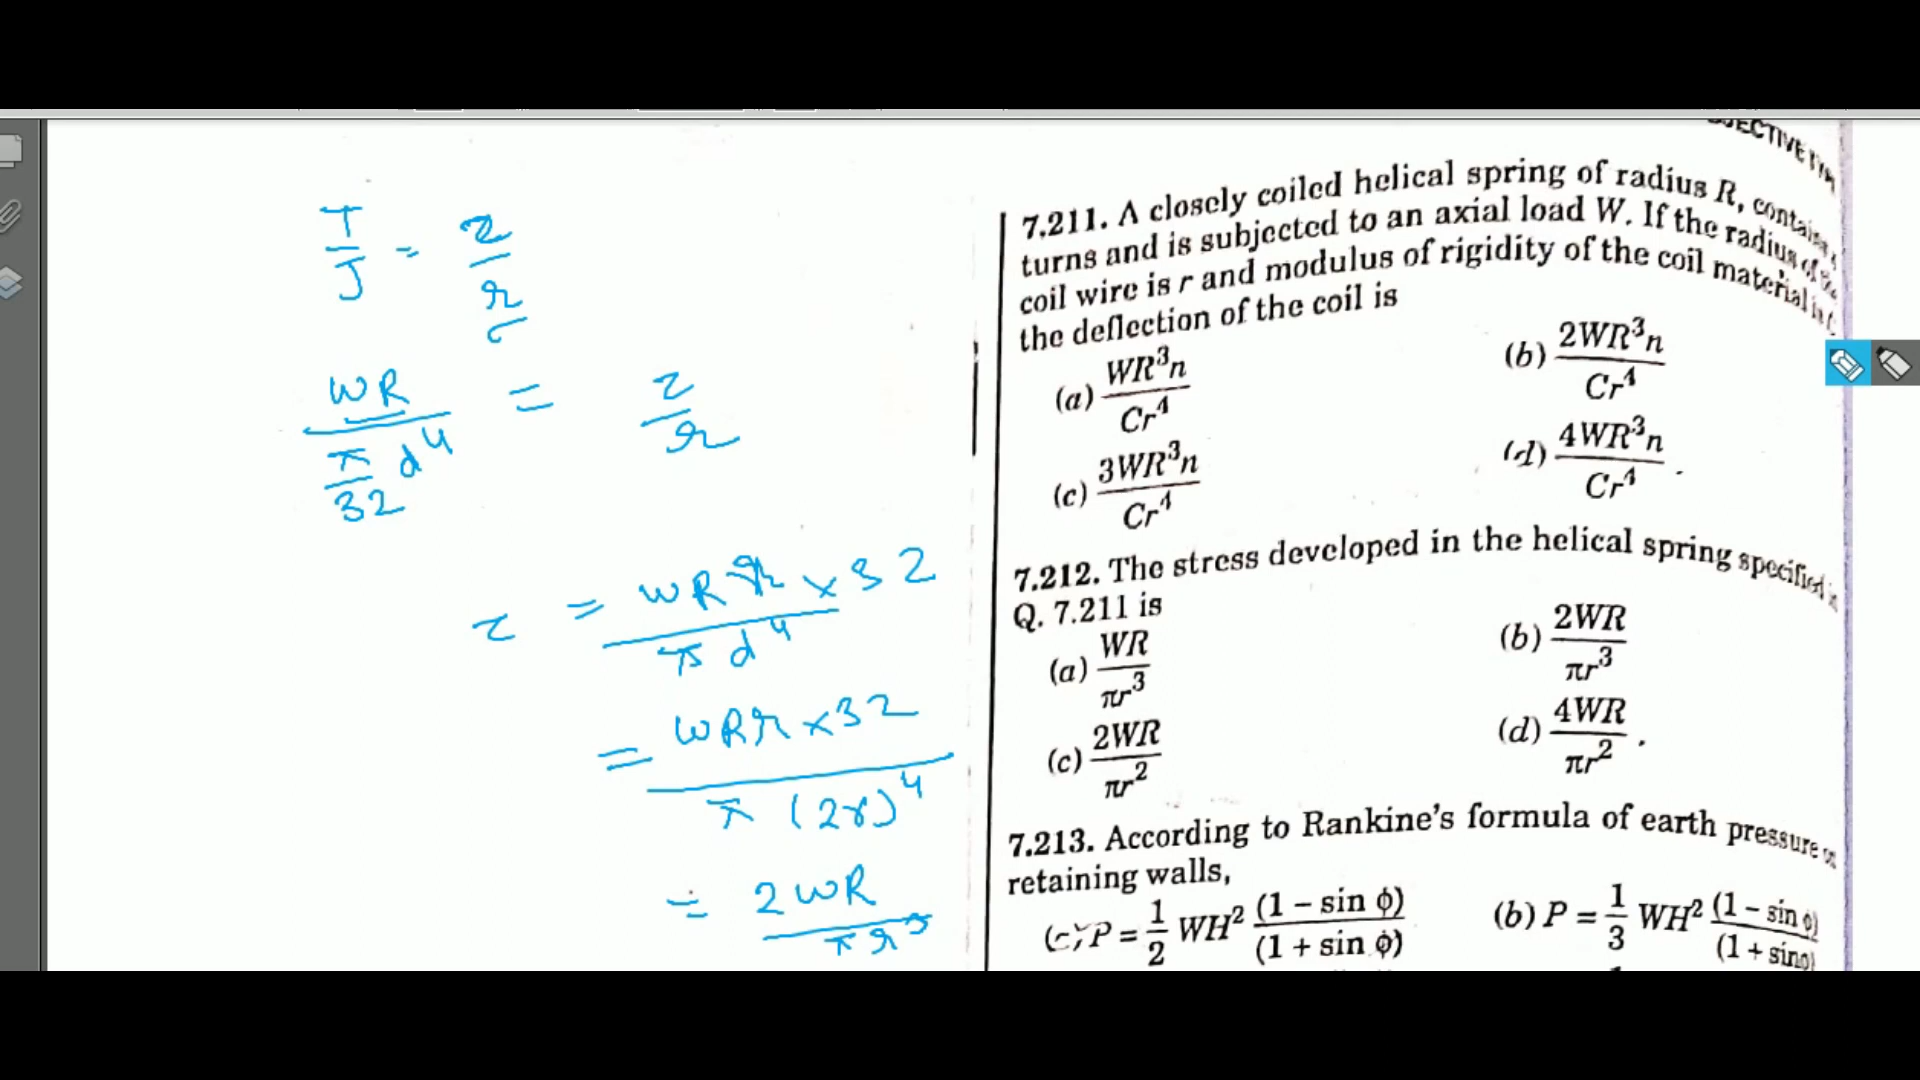 T/J = τ/r
WR / (π/32 d⁴) = τ/r
τ = WRr × 32 / π d⁴
= WRr × 32 / π (2r)⁴
= 2WR / πr³
7.211. A closely coiled helical spring of radius R,
turns and is subjected to an axial load W. If the radius of the
coil wire is r and modulus of rigidity of the coil material is
the deflection of the coil is
(a) WR³n / Cr⁴ (b) 2WR³n / Cr⁴
(c) 3WR³n / Cr⁴ (d) 4WR³n / Cr⁴ .
7.212. The stress developed in the helical spring specified
Q. 7.211 is
(a) WR / πr³ (b) 2WR / πr³
(c) 2WR / πr² (d) 4WR / πr² .
7.213. According to Rankine's formula of earth pressure
retaining walls,
P = 1/2 WH² (1 – sin ϕ) / (1 + sin ϕ) (b) P = 1/3 WH² (1 – sin ϕ) / (1 + sin ϕ)